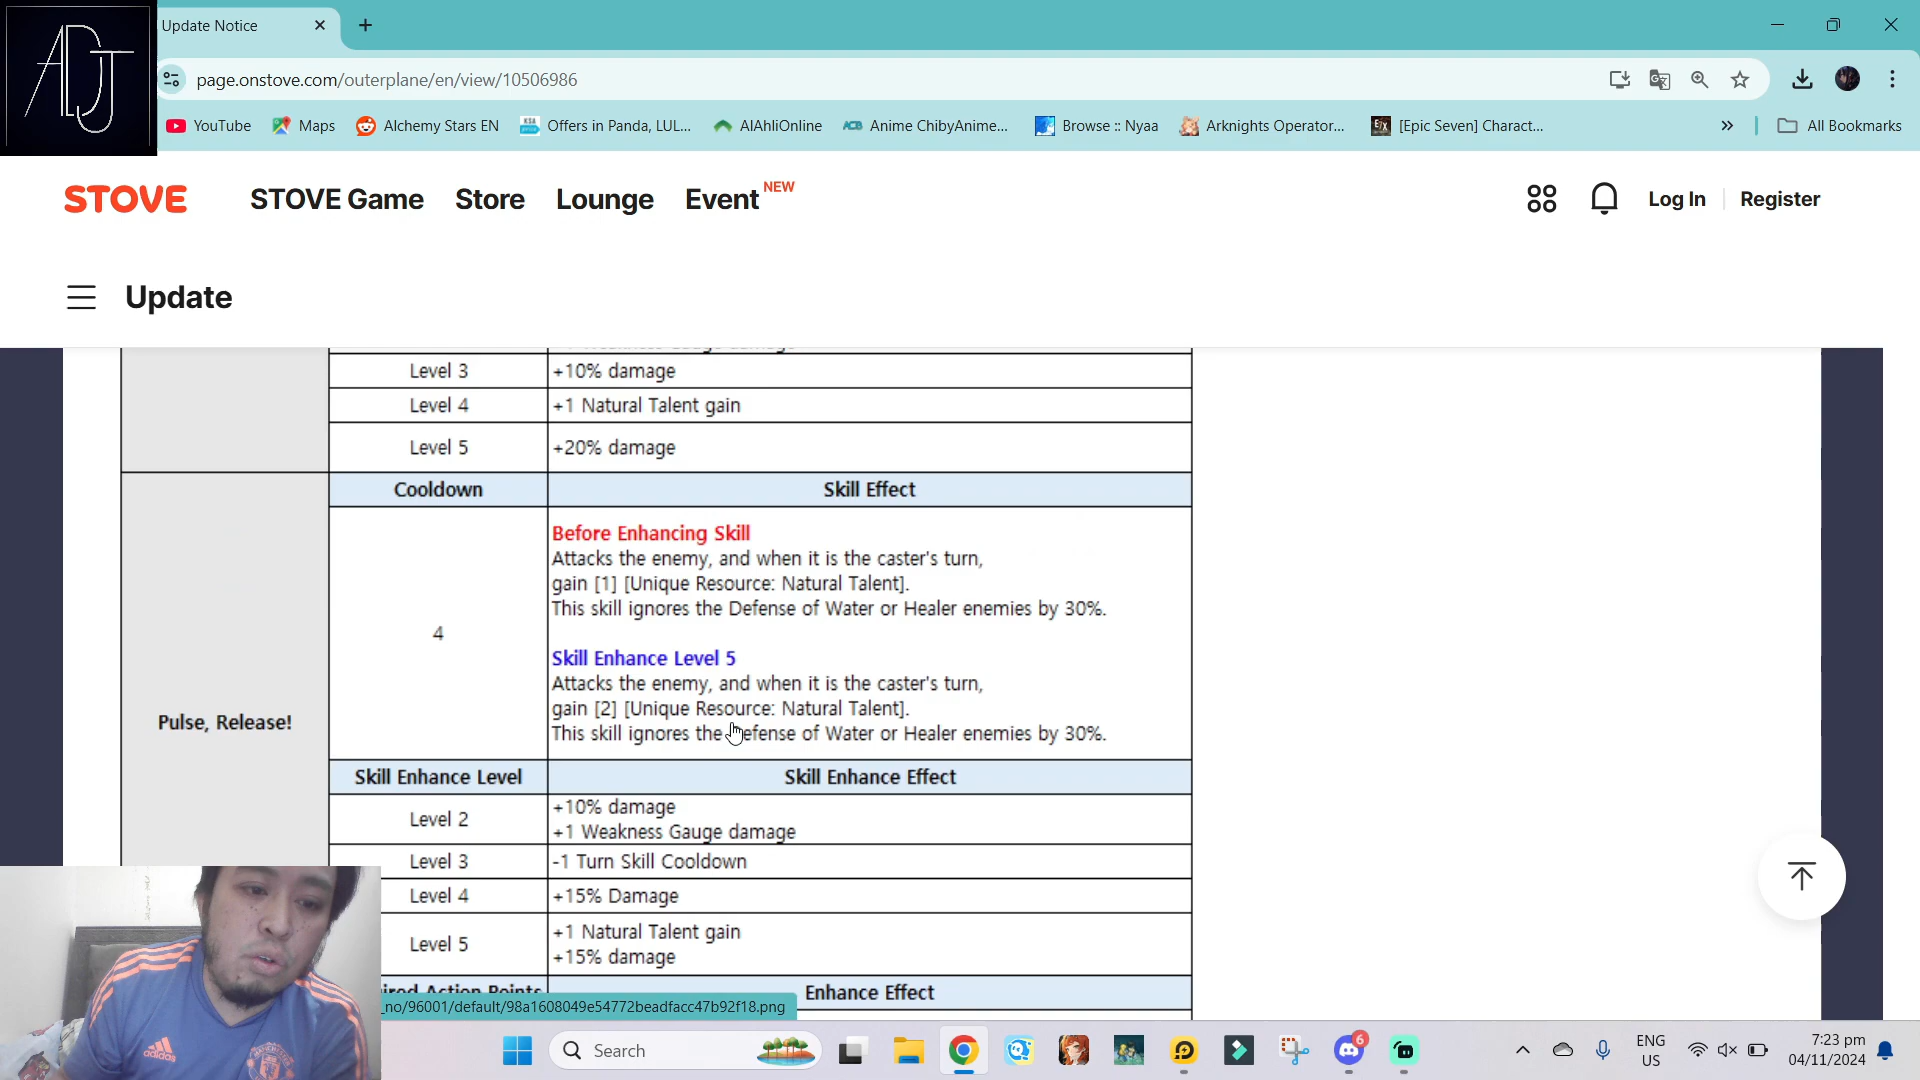 ADJ
Update Notice
page.onstove.com/outerplane/en/view/10506986
YouTube
Maps
Alchemy Stars EN
Offers in Panda, LUL...
AlAhliOnline
Anime ChibyAnime...
Browse :: Nyaa
Arknights Operator...
[Epic Seven] Charact...
All Bookmarks
STOVE
STOVE Game
Store
Lounge
Event
NEW
Log In
Register
Update
Level 3
+10% damage
Level 4
+1 Natural Talent gain
Level 5
+20% damage
Cooldown
Skill Effect
Pulse, Release!
4
Before Enhancing Skill
Attacks the enemy, and when it is the caster's turn,
gain [1] [Unique Resource: Natural Talent].
This skill ignores the Defense of Water or Healer enemies by 30%.
Skill Enhance Level 5
Attacks the enemy, and when it is the caster's turn,
gain [2] [Unique Resource: Natural Talent].
This skill ignores the Defense of Water or Healer enemies by 30%.
Skill Enhance Level
Skill Enhance Effect
Level 2
+10% damage
+1 Weakness Gauge damage
Level 3
-1 Turn Skill Cooldown
Level 4
+15% Damage
Level 5
+1 Natural Talent gain
+15% damage
Action Points
Enhance Effect
_no/96001/default/98a1608049e54772beadfacc47b92f18.png
Search
6
ENG
US
7:23 pm
04/11/2024
adidas